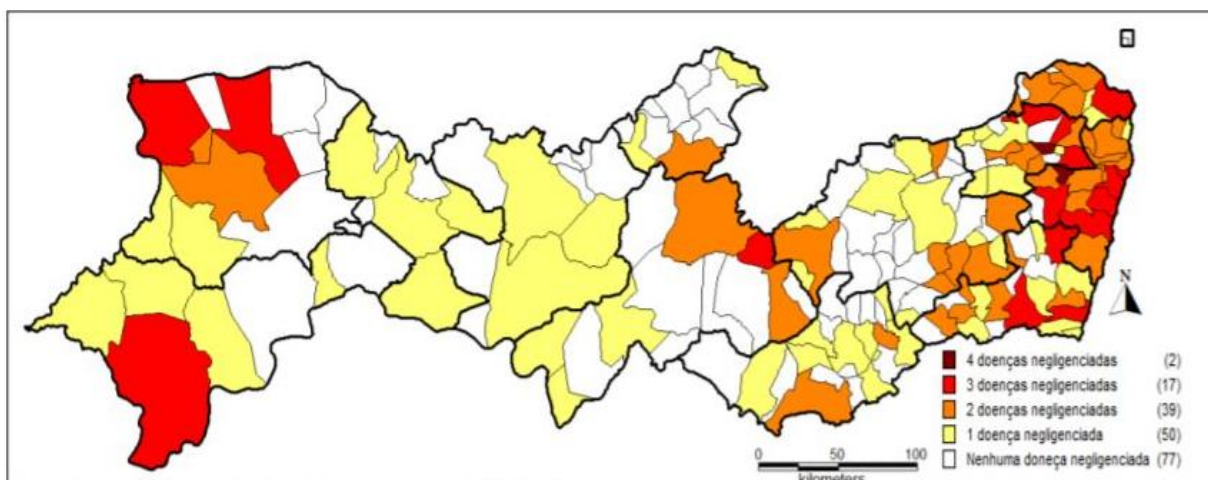 N
4 doenças negligenciadas (2)
3 doenças negligenciadas (17)
2 doenças negligenciadas (39)
1 doença negligenciada (50)
Nenhuma doneça negligenciada (77)
0 50 100
kilometers